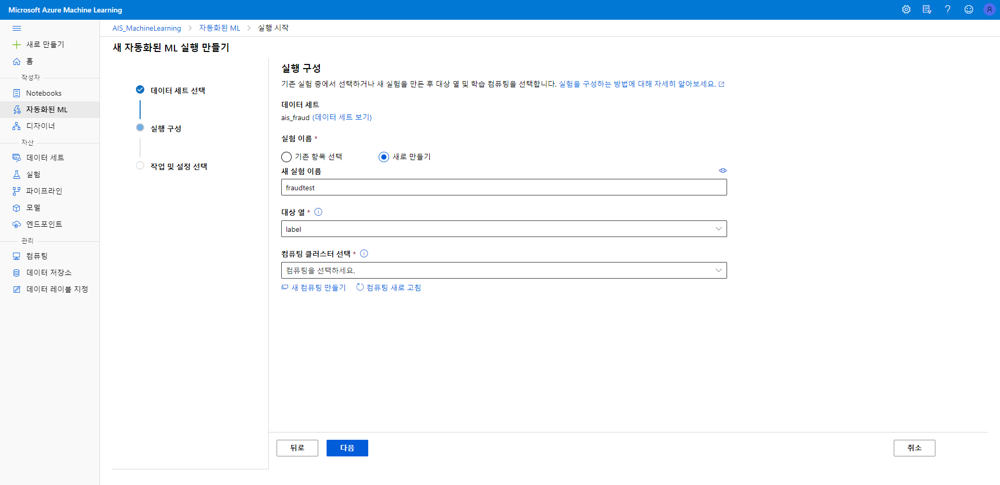 Microsoft Azure Machine Learning
AIS_MachineLearning > 자동화된 ML > 실행 시작
새로 만들기
홈
작성자
Notebooks
자동화된 ML
디자이너
자산
데이터 세트
실험
파이프라인
모델
엔드포인트
관리
컴퓨팅
데이터 저장소
데이터 레이블 지정
새 자동화된 ML 실행 만들기
데이터 세트 선택
실행 구성
작업 및 설정 선택
실행 구성
기존 실험 중에서 선택하거나 새 실험을 만든 후 대상 열 및 학습 컴퓨팅을 선택합니다. 실험을 구성하는 방법에 대해 자세히 알아보세요.
데이터 세트
ais_fraud (데이터 세트 보기)
실험 이름 *
기존 항목 선택 새로 만들기
새 실험 이름
fraudtest
대상 열 *
label
컴퓨팅 클러스터 선택 *
컴퓨팅을 선택하세요.
새 컴퓨팅 만들기 컴퓨팅 새로 고침
뒤로 다음 취소